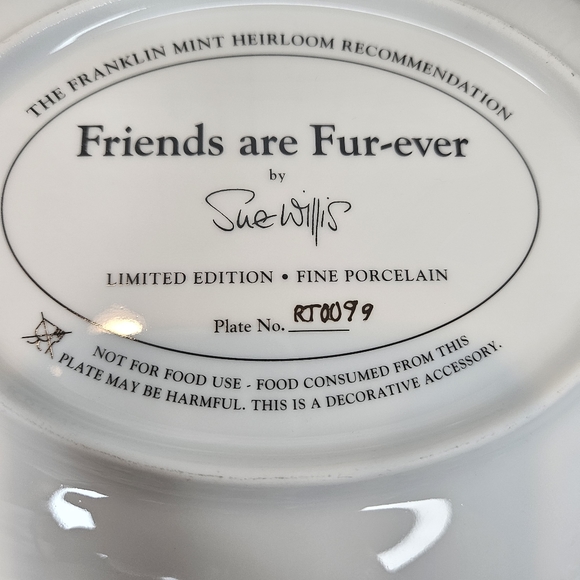 THE FRANKLIN MINT HEIRLOOM RECOMMENDATION
Friends are Fur-ever
by
Sue Willis
LIMITED EDITION • FINE PORCELAIN
Plate No. RT0099
NOT FOR FOOD USE - FOOD CONSUMED FROM THIS
PLATE MAY BE HARMFUL. THIS IS A DECORATIVE ACCESSORY.